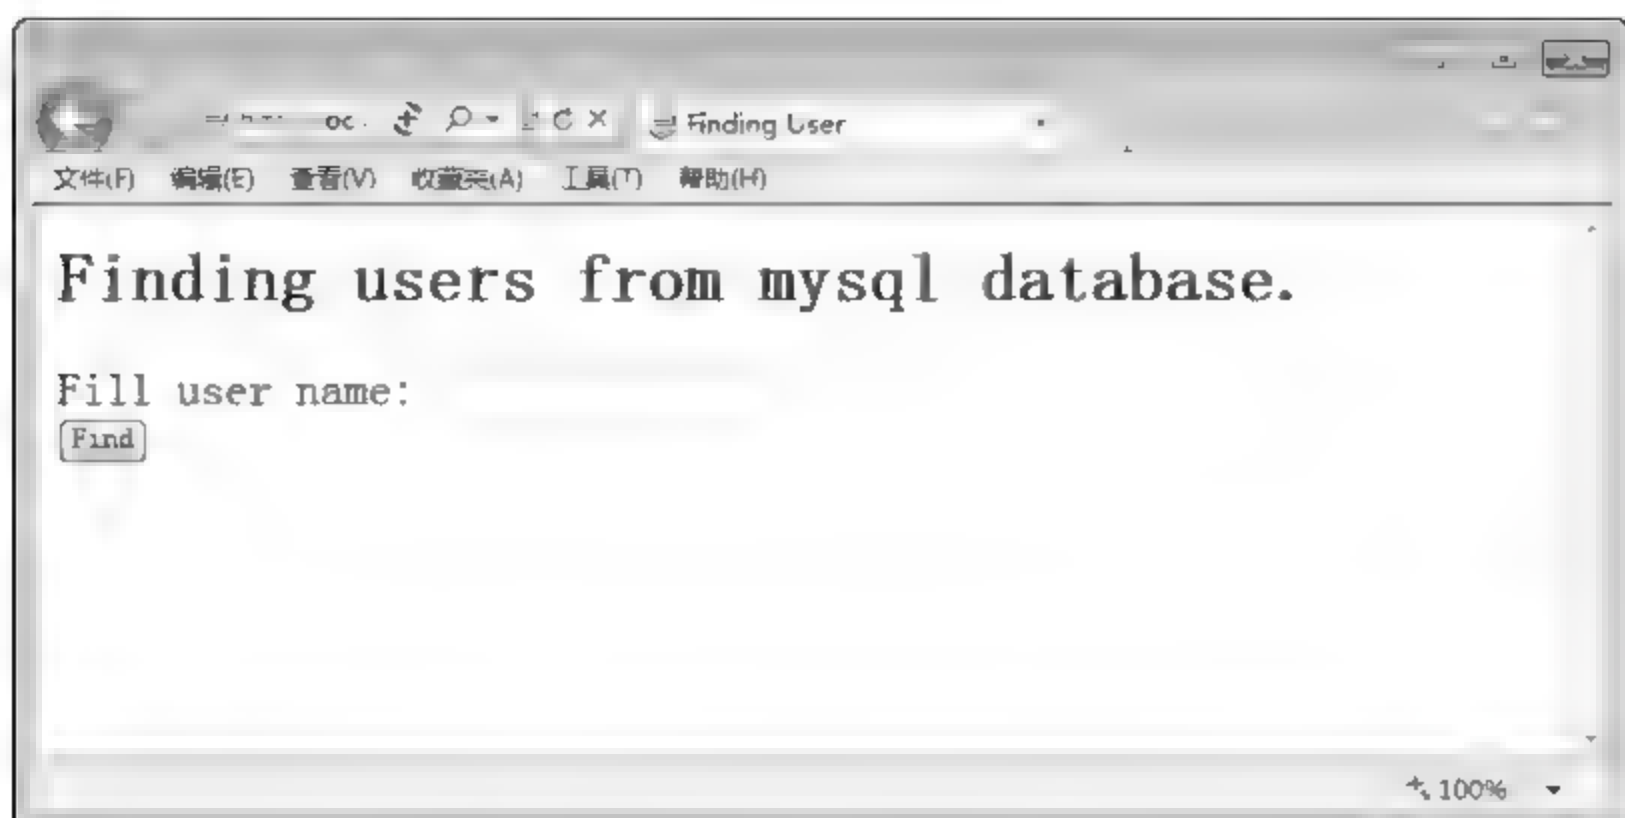 Finding User
文件(F) 编辑(E) 查看(V) 收藏夹(A) 工具(T) 帮助(H)
Finding users from mysql database.
Fill user name:
Find
100%